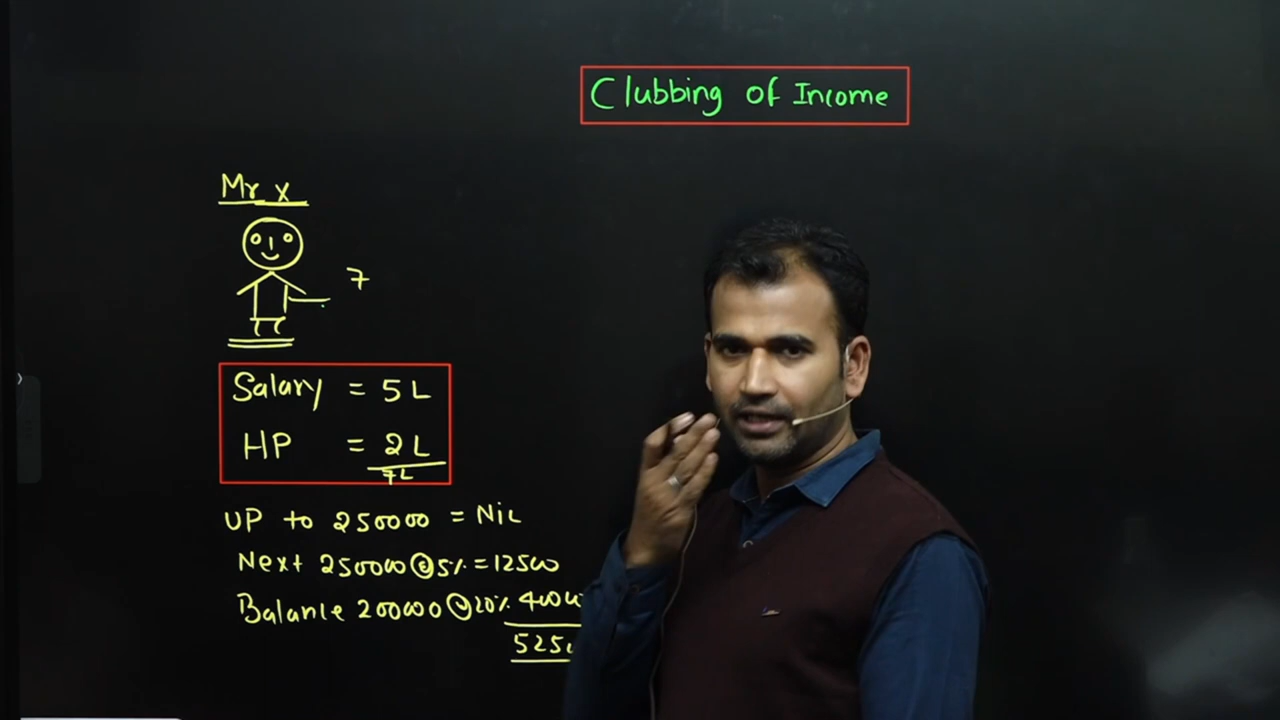 Clubbing of Income
Mr X
7
Salary = 5 L
HP = 2 L
7L
UP to 250000 = NiL
Next 250000 @ 5% = 12500
Balance 200000 @ 20%